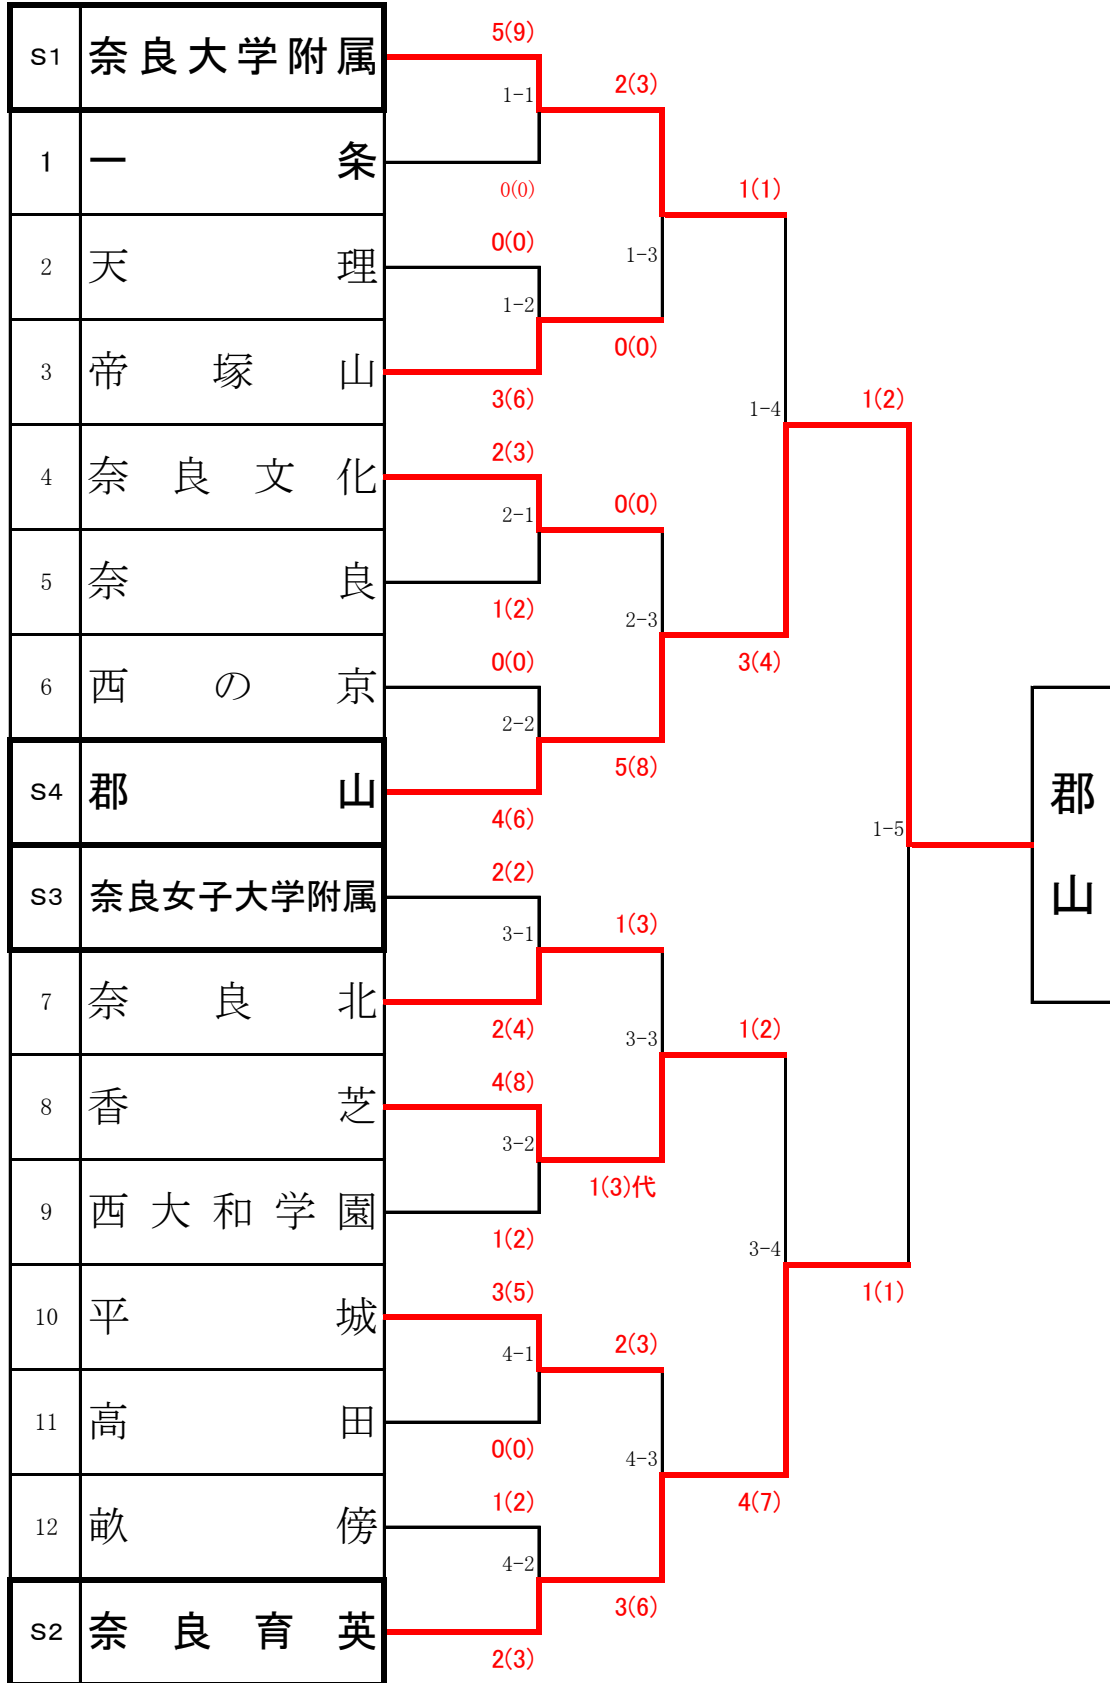 S1 奈良大学附属
1 一条
2 天理
3 帝塚山
4 奈良文化
5 奈良
6 西の京
S4 郡山
S3 奈良女子大学附属
7 奈良北
8 香芝
9 西大和学園
10 平城
11 高田
12 畝傍
S2 奈良育英
5(9)
1-1
0(0)
0(0)
1-2
3(6)
2(3)
2-1
1(2)
0(0)
2-2
4(6)
2(2)
3-1
2(4)
4(8)
3-2
1(2)
3(5)
4-1
0(0)
1(2)
4-2
2(3)
2(3)
1-3
0(0)
0(0)
2-3
5(8)
1(3)
3-3
1(3)代
2(3)
4-3
3(6)
1(1)
1-4
3(4)
1(2)
3-4
4(7)
1(2)
1-5
1(1)
郡山